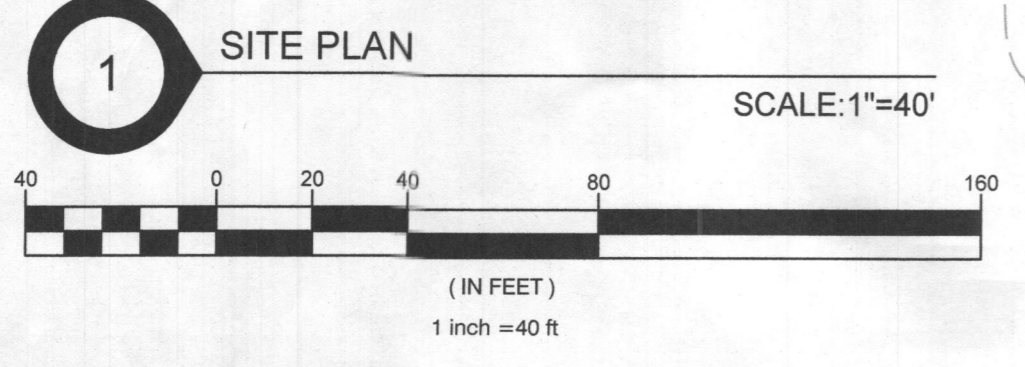 1
SITE PLAN
SCALE:1"=40'
40 0 20 40 80 160
( IN FEET )
1 inch =40 ft